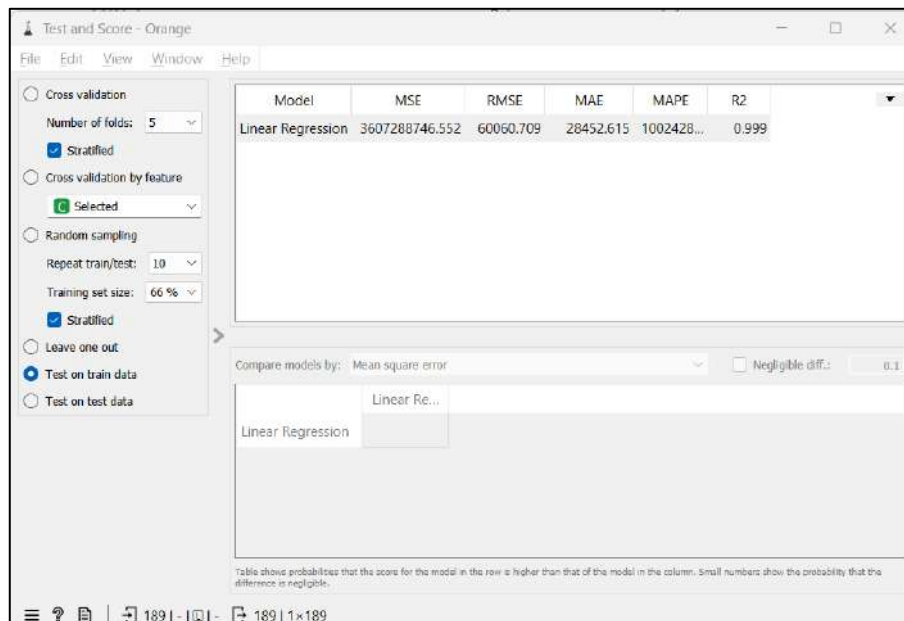 Test and Score - Orange
File Edit View Window Help
Cross validation
Number of folds: 5
Stratified
Cross validation by feature
C Selected
Random sampling
Repeat train/test: 10
Training set size: 66 %
Stratified
Leave one out
Test on train data
Test on test data
Model MSE RMSE MAE MAPE R2
Linear Regression 3607288746.552 60060.709 28452.615 1002428... 0.999
Compare models by: Mean square error Negligible diff.: 0.1
Linear Re...
Linear Regression
Table shows probabilities that the score for the model in the row is higher than that of the model in the column. Small numbers show the probability that the
difference is negligible.
189 | - | - 189 | 1×189